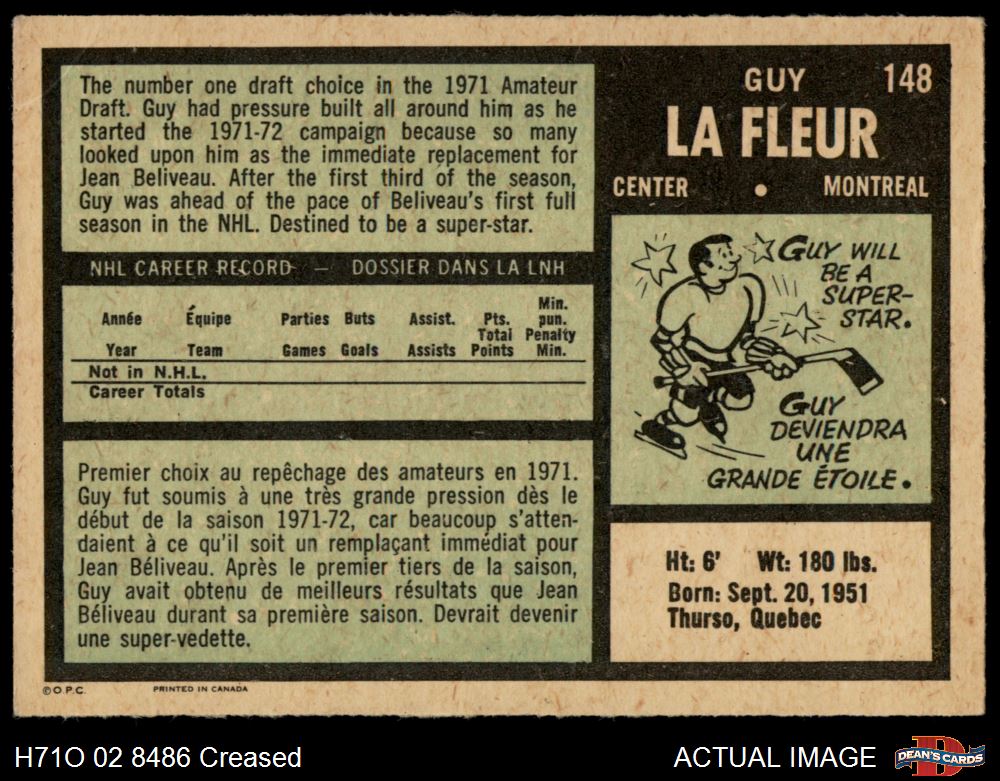 The number one draft choice in the 1971 Amateur
Draft. Guy had pressure built all around him as he
started the 1971-72 campaign because so many
looked upon him as the immediate replacement for
Jean Beliveau. After the first third of the season,
Guy was ahead of the pace of Beliveau's first full
season in the NHL. Destined to be a super-star.
NHL CAREER RECORD — DOSSIER DANS LA LNH
Année Équipe Parties Buts Assist. Pts. Total Min. pun.
Year Team Games Goals Assists Points Penalty Min.
Not in N.H.L.
Career Totals
Premier choix au repêchage des amateurs en 1971.
Guy fut soumis à une très grande pression dès le
début de la saison 1971-72, car beaucoup s'atten-
daient à ce qu'il soit un remplaçant immédiat pour
Jean Béliveau. Après le premier tiers de la saison,
Guy avait obtenu de meilleurs résultats que Jean
Béliveau durant sa première saison. Devrait devenir
une super-vedette.
GUY 148
LA FLEUR
CENTER • MONTREAL
GUY WILL
BE A
SUPER-
STAR.
GUY
DEVIENDRA
UNE
GRANDE ÉTOILE.
Ht: 6' Wt: 180 lbs.
Born: Sept. 20, 1951
Thurso, Quebec
© O.P.C. PRINTED IN CANADA
H71O 02 8486 Creased
ACTUAL IMAGE
D
DEAN'S CARDS